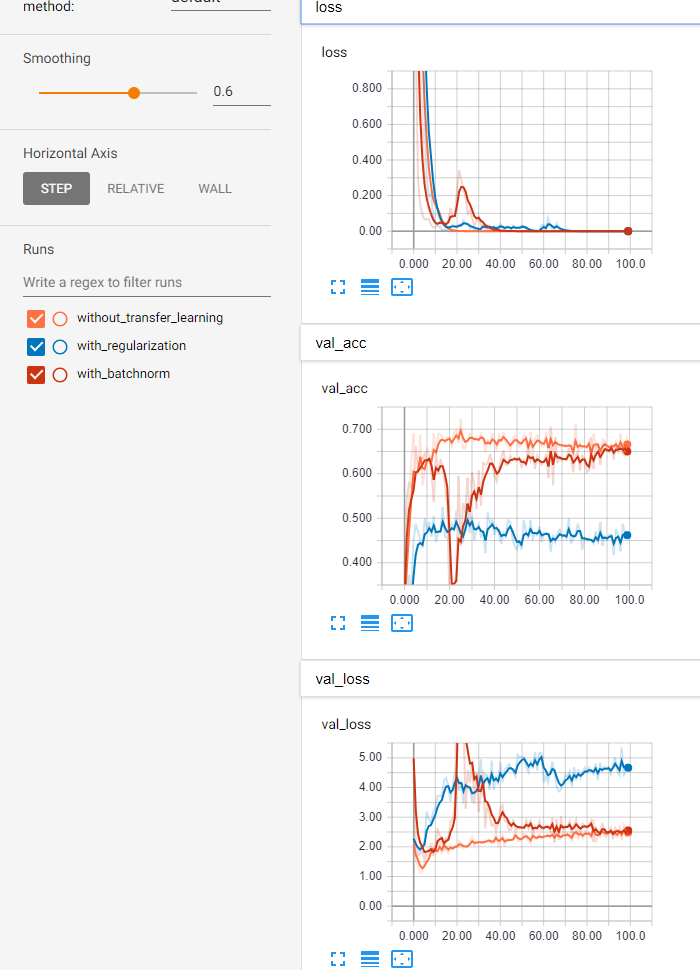 method:
default
Smoothing
0.6
Horizontal Axis
STEP RELATIVE WALL
Runs
Write a regex to filter runs
without_transfer_learning
with_regularization
with_batchnorm
loss
loss
0.800
0.600
0.400
0.200
0.00
0.000 20.00 40.00 60.00 80.00 100.0
val_acc
val_acc
0.700
0.600
0.500
0.400
0.000 20.00 40.00 60.00 80.00 100.0
val_loss
val_loss
5.00
4.00
3.00
2.00
1.00
0.00
0.000 20.00 40.00 60.00 80.00 100.0